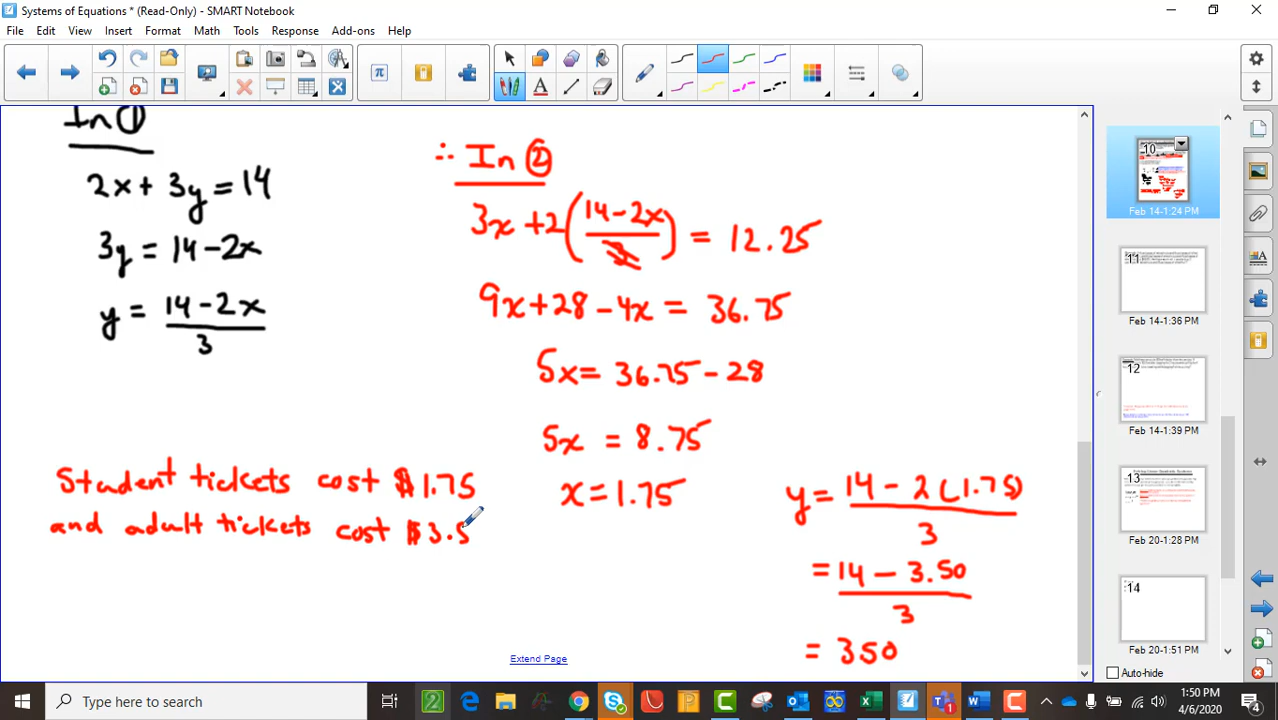 Systems of Equations * (Read-Only) - SMART Notebook
File Edit View Insert Format Math Tools Response Add-ons Help
In ①
2x + 3y = 14
3y = 14 - 2x
y = 14 - 2x
3
∴ In ②
3x + 2(14 - 2x / 3) = 12.25
9x + 28 - 4x = 36.75
5x = 36.75 - 28
5x = 8.75
x = 1.75
Student tickets cost $1.75
and adult tickets cost $3.5
y = 14 - 2(1.75)
3
= 14 - 3.50
3
= 350
Extend Page
10
Feb 14-1:24 PM
11
Feb 14-1:36 PM
12
Feb 14-1:39 PM
13
Feb 20-1:28 PM
14
Feb 20-1:51 PM
Auto-hide
Type here to search
1:50 PM
4/6/2020